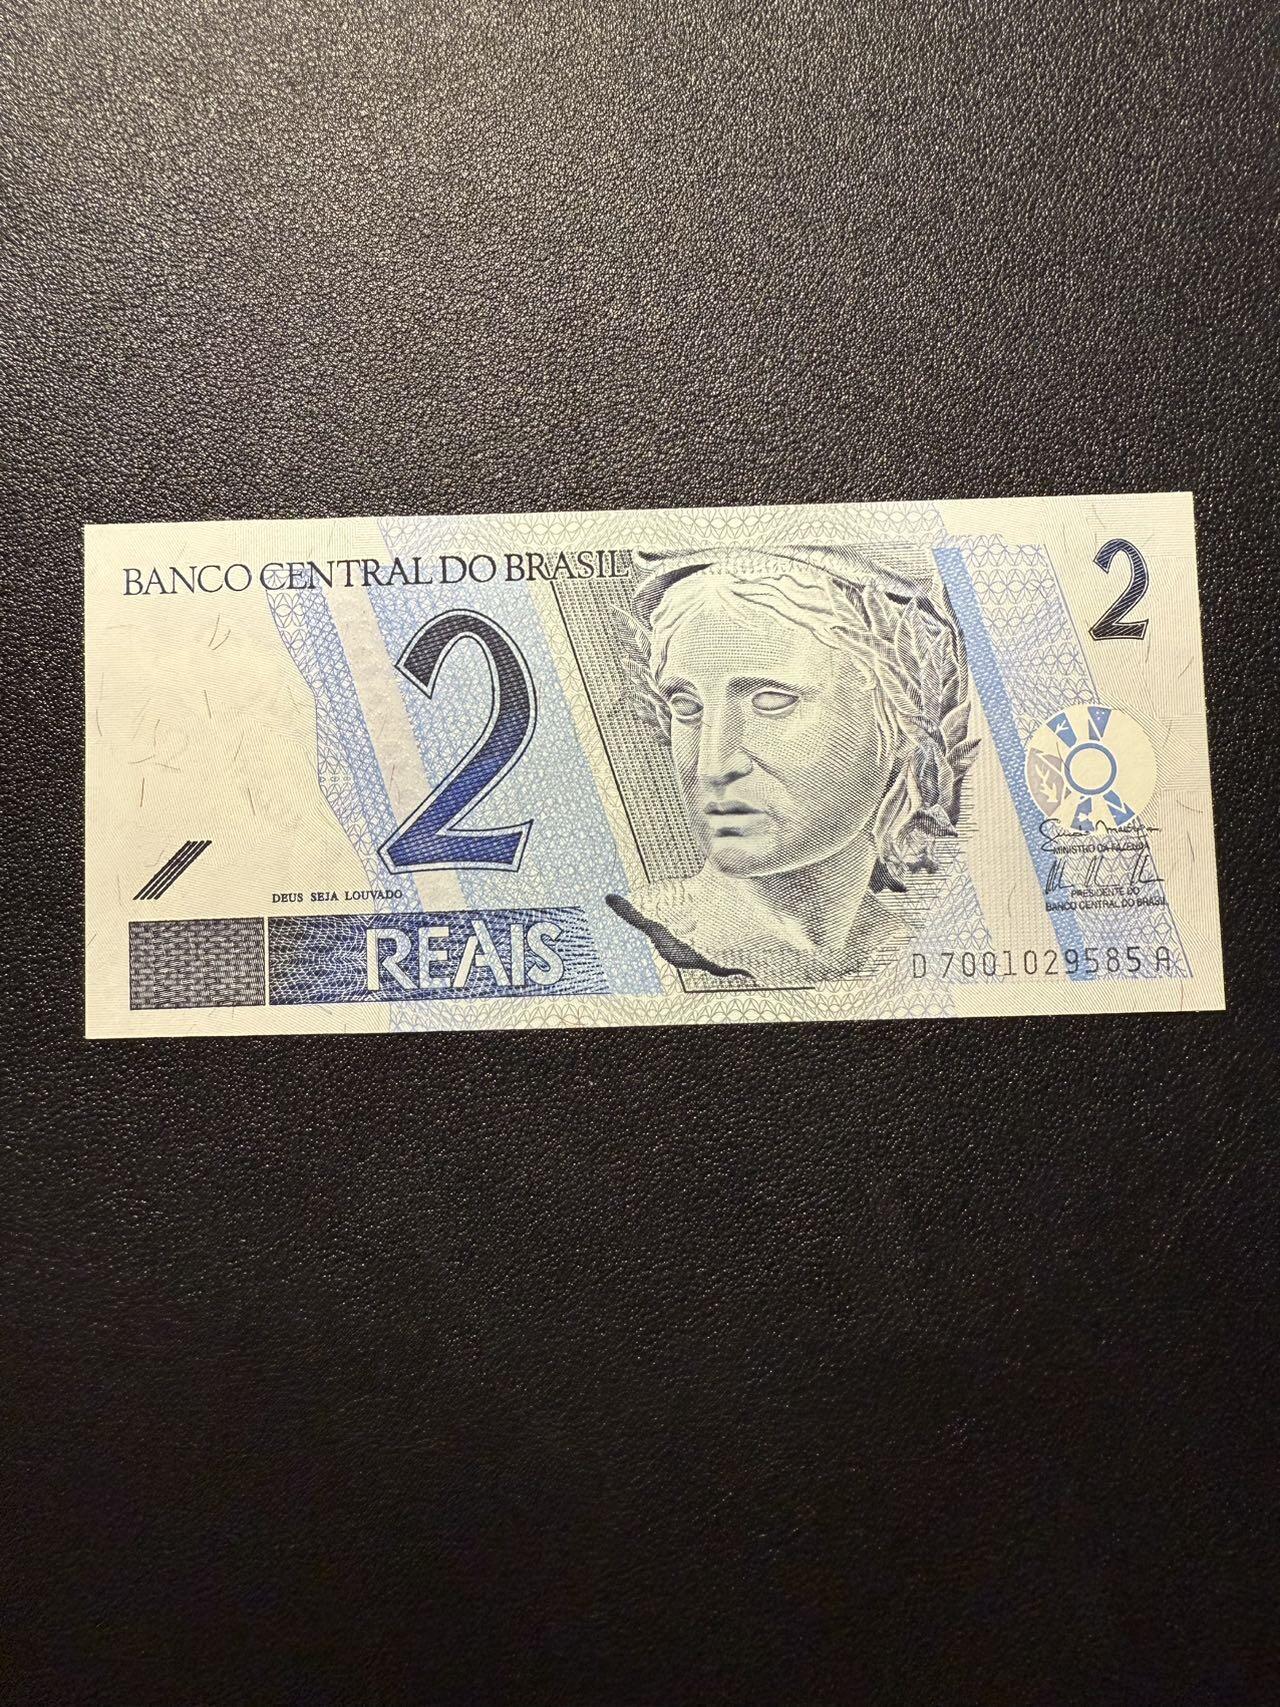 BANCO CENTRAL DO BRASIL
2
2
DEUS SEJA LOUVADO
REAIS
MINISTRO DA FAZENDA
PRESIDENTE DO
BANCO CENTRAL DO BRASIL
D 7001029585 A